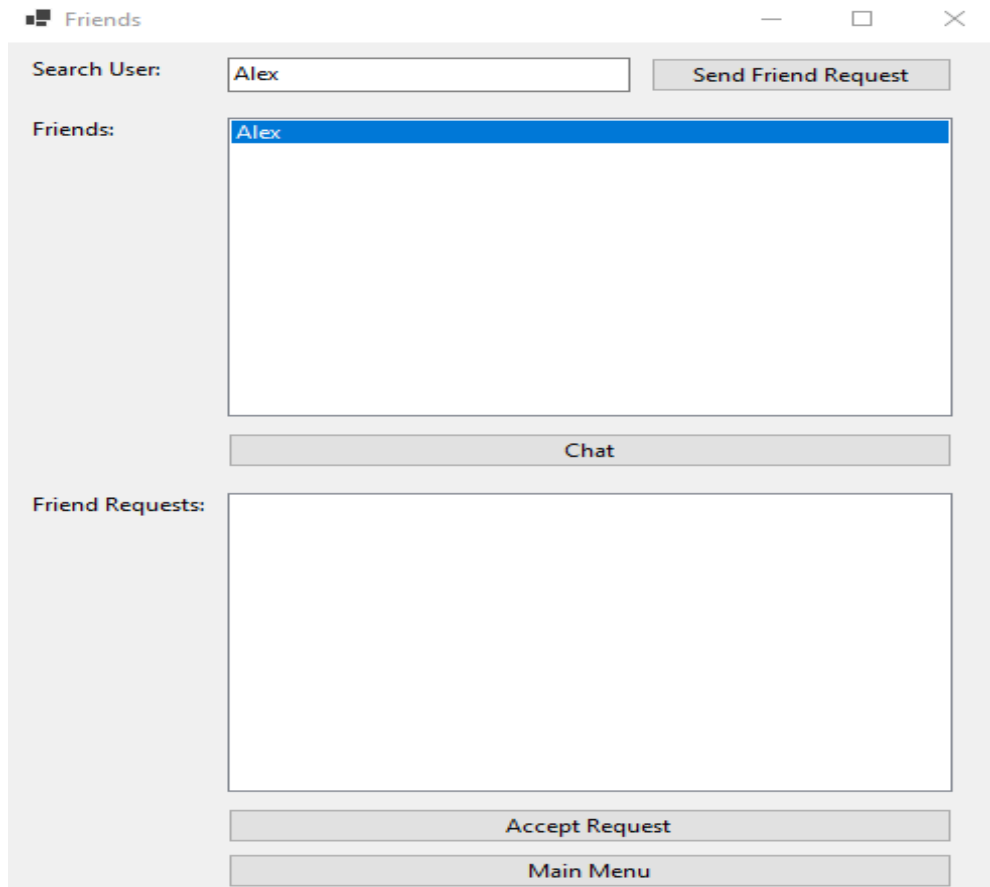 Friends
Search User: Alex Send Friend Request
Friends: Alex
Chat
Friend Requests:
Accept Request
Main Menu